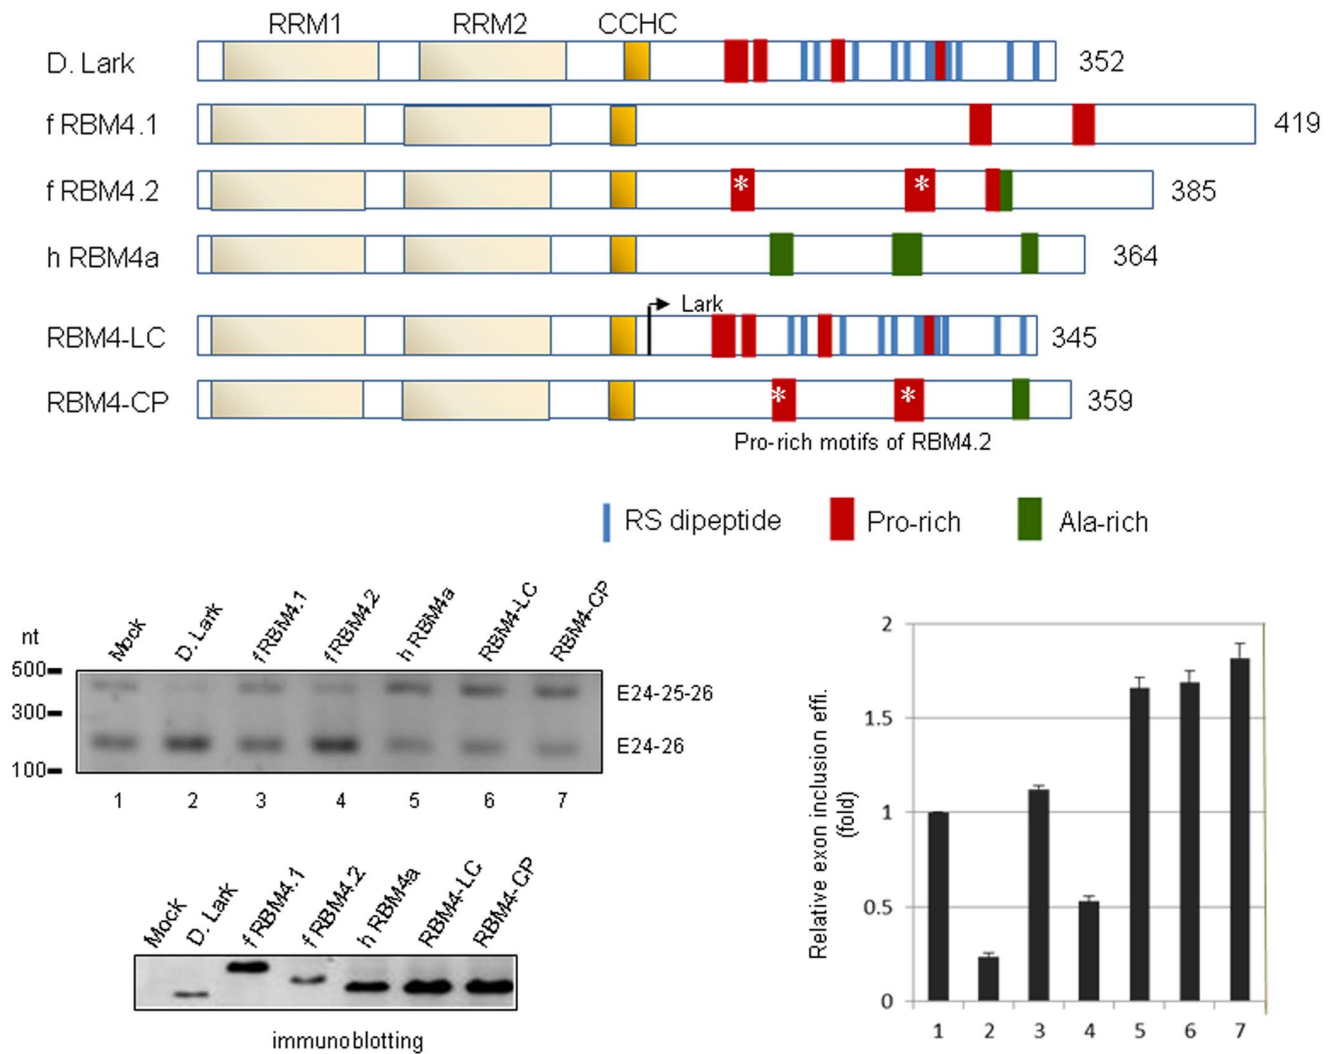 RRM1 RRM2 CCHC
D. Lark 352
f RBM4.1 419
f RBM4.2 * * 385
h RBM4a 364
Lark
RBM4-LC 345
RBM4-CP * * 359
Pro-rich motifs of RBM4.2
RS dipeptide Pro-rich Ala-rich
nt Mock D. Lark fRBM4.1 fRBM4.2 h RBM4a RBM4-LC RBM4-CP
500
300
100
E24-25-26
E24-26
1 2 3 4 5 6 7
Mock D. Lark f RBM4.1 f RBM4.2 h RBM4a RBM4-LC RBM4-CP
immunoblotting
Relative exon inclusion effi.
(fold)
2
1.5
1
0.5
0
1 2 3 4 5 6 7